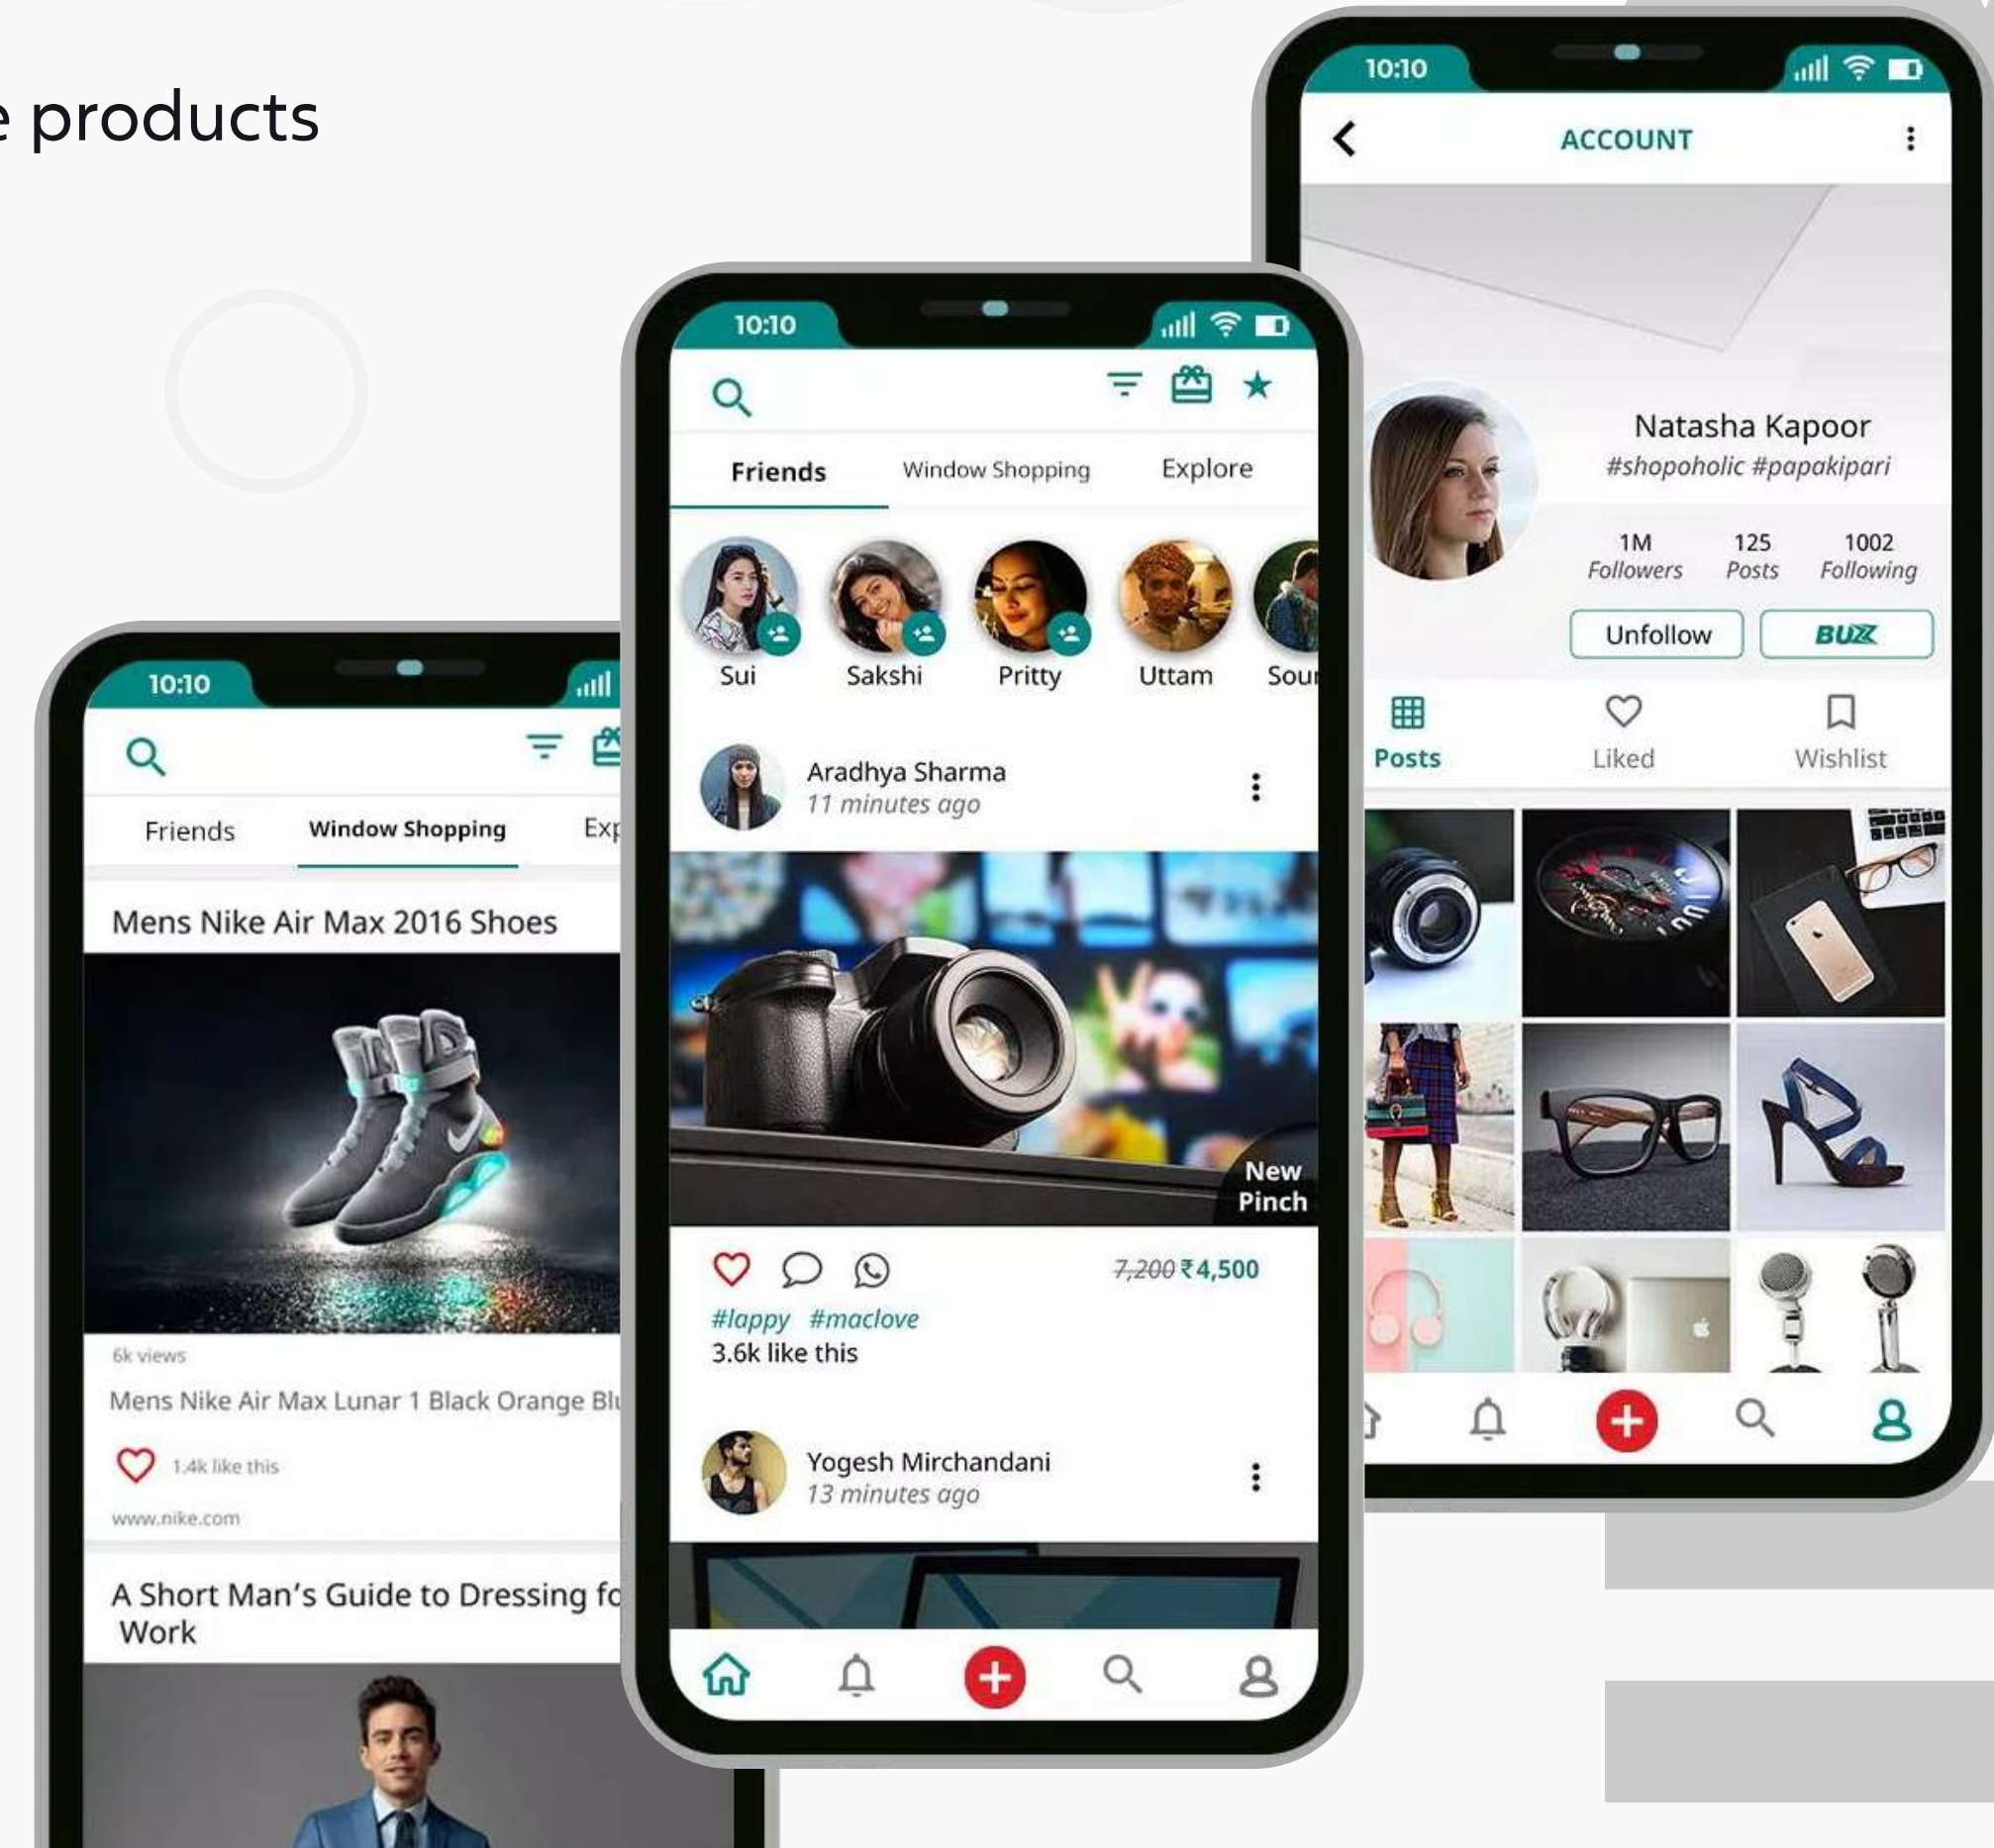 products
10:10
ACCOUNT
Natasha Kapoor
#shopoholic #papakipari
1M 125 1002
Followers Posts Following
Unfollow BUZZ
Posts Liked Wishlist
10:10
Friends Window Shopping Explore
Sui Sakshi Pritty Uttam
Aradhya Sharma
11 minutes ago
New
Pinch
7,200 ₹4,500
#lappy #maclove
3.6k like this
Yogesh Mirchandani
13 minutes ago
10:10
Friends Window Shopping
Mens Nike Air Max 2016 Shoes
6k views
Mens Nike Air Max Lunar 1 Black Orange
1.4k like this
www.nike.com
A Short Man's Guide to Dressing
Work